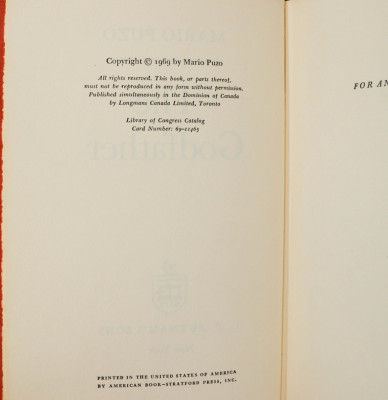 Copyright © 1969 by Mario Puzo
All rights reserved. This book, or parts thereof,
must not be reproduced in any form without permission.
Published simultaneously in the Dominion of Canada
by Longmans Canada Limited, Toronto
Library of Congress Catalog
Card Number: 69-11465
PRINTED IN THE UNITED STATES OF AMERICA
BY AMERICAN BOOK–STRATFORD PRESS, INC.
FOR AN